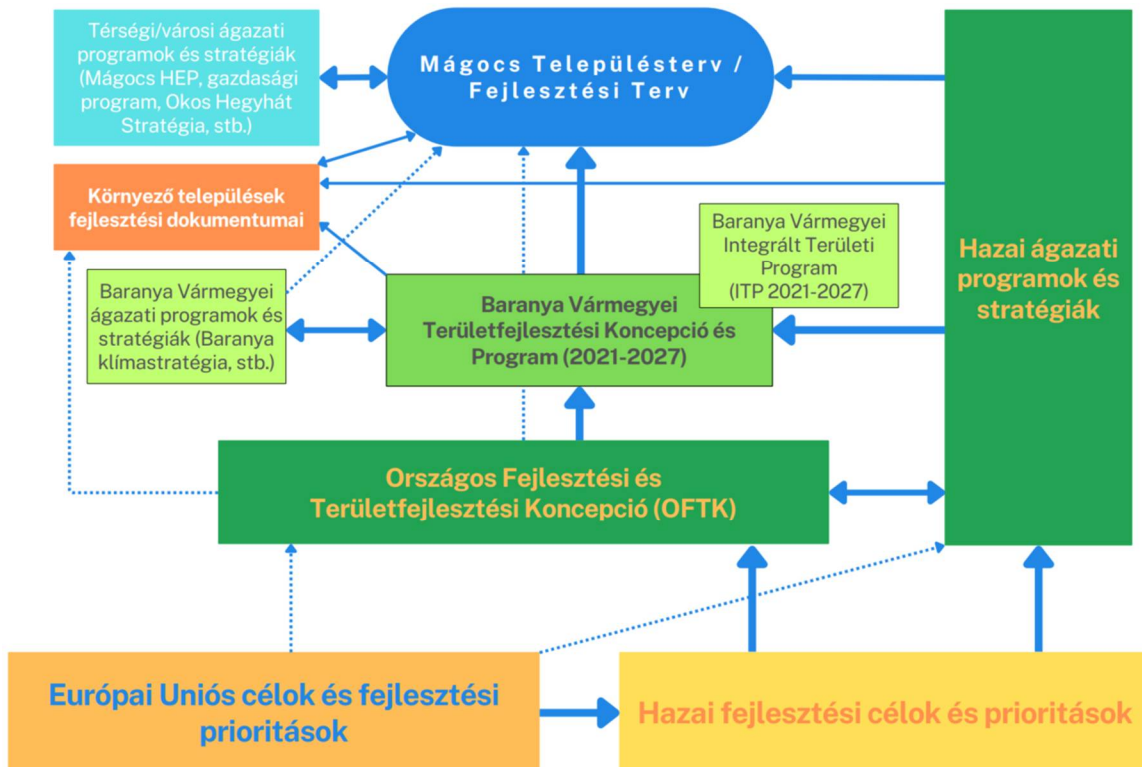 Térségi/városi ágazati
programok és stratégiák
(Mágocs HEP, gazdasági
program, Okos Hegyhát
Stratégia, stb.)
Mágocs Településterv /
Fejlesztési Terv
Környező települések
fejlesztési dokumentumai
Baranya Vármegyei
Integrált Területi
Program
(ITP 2021-2027)
Hazai ágazati
programok és
stratégiák
Baranya Vármegyei
ágazati programok és
stratégiák (Baranya
klímastratégia, stb.)
Baranya Vármegyei
Területfejlesztési Koncepció és
Program (2021-2027)
Országos Fejlesztési és
Területfejlesztési Koncepció (OFTK)
Európai Uniós célok és fejlesztési
prioritások
Hazai fejlesztési célok és prioritások